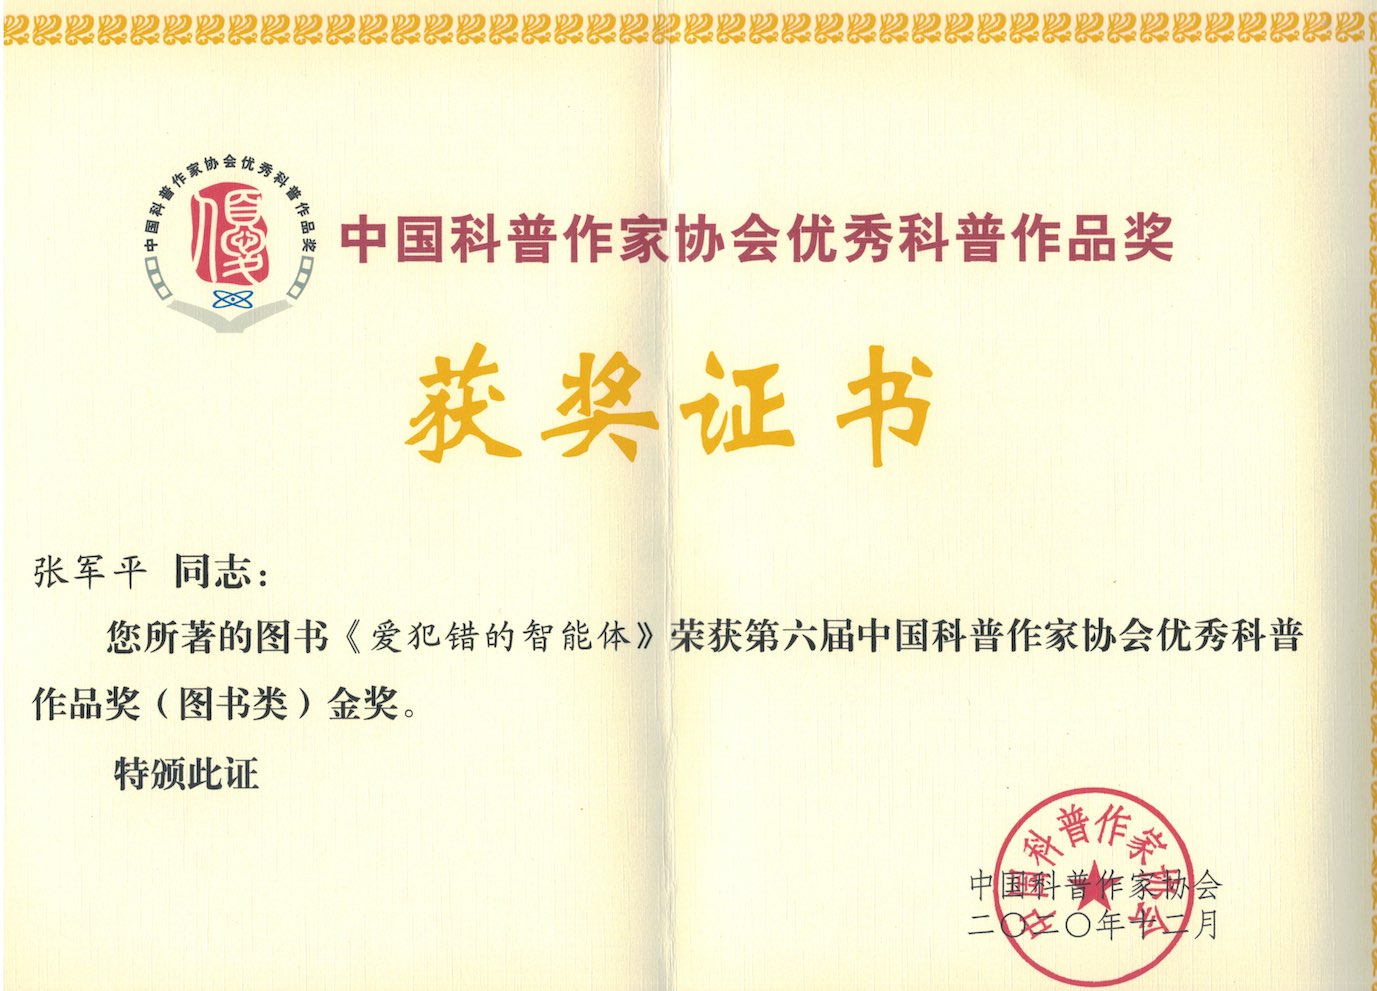 中国科普作家协会优秀科普作品奖
優
中国科普作家协会优秀科普作品奖
获奖证书
张军平 同志：
您所著的图书《爱犯错的智能体》荣获第六届中国科普作家协会优秀科普
作品奖（图书类）金奖。
特颁此证
中国科普作家协会
中国科普作家协会
二〇二〇年十二月